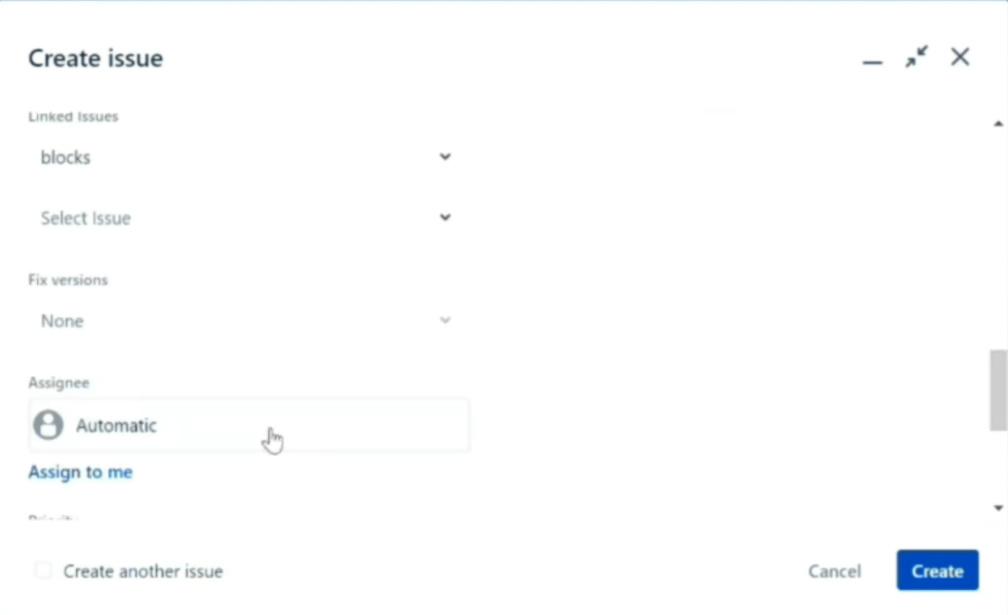 Create issue
Linked Issues
blocks
Select Issue
Fix versions
None
Assignee
Automatic
Assign to me
Priority
Create another issue
Cancel
Create